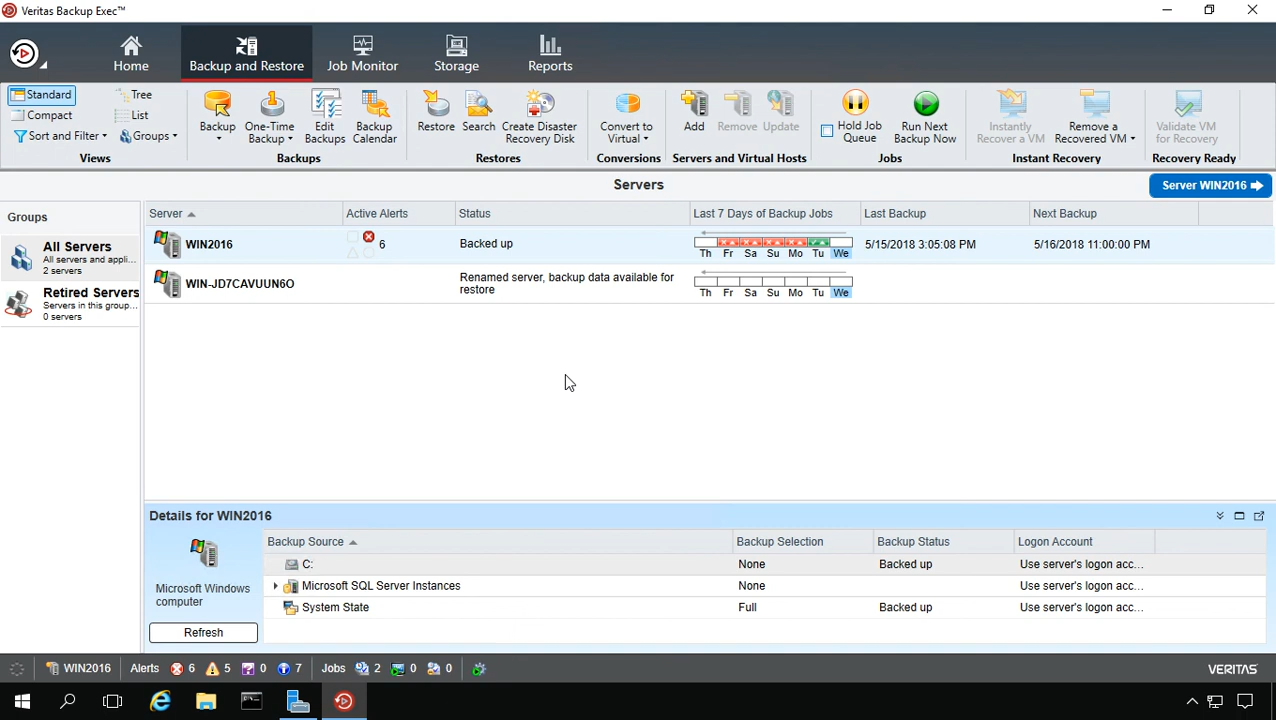 Veritas Backup Exec™
Home
Backup and Restore
Job Monitor
Storage
Reports
Standard
Compact
Sort and Filter
Tree
List
Groups
Views
Backup
One-Time Backup
Edit Backups
Backup Calendar
Backups
Restore
Search
Create Disaster Recovery Disk
Restores
Convert to Virtual
Conversions
Add
Remove
Update
Servers and Virtual Hosts
Hold Job Queue
Run Next Backup Now
Jobs
Instantly Recover a VM
Remove a Recovered VM
Instant Recovery
Validate VM for Recovery
Recovery Ready
Servers
Server WIN2016
Groups
All Servers
All servers and appli...
2 servers
Retired Servers
Servers in this group...
0 servers
Server Active Alerts Status Last 7 Days of Backup Jobs Last Backup Next Backup
WIN2016 6 Backed up 5/15/2018 3:05:08 PM 5/16/2018 11:00:00 PM
Th Fr Sa Su Mo Tu We
WIN-JD7CAVUUN6O Renamed server, backup data available for
restore
Th Fr Sa Su Mo Tu We
Details for WIN2016
Microsoft Windows
computer
Refresh
Backup Source Backup Selection Backup Status Logon Account
C: None Backed up Use server's logon acc...
Microsoft SQL Server Instances None Use server's logon acc...
System State Full Backed up Use server's logon acc...
WIN2016 Alerts 6 5 0 7 Jobs 2 0 0 VERITAS